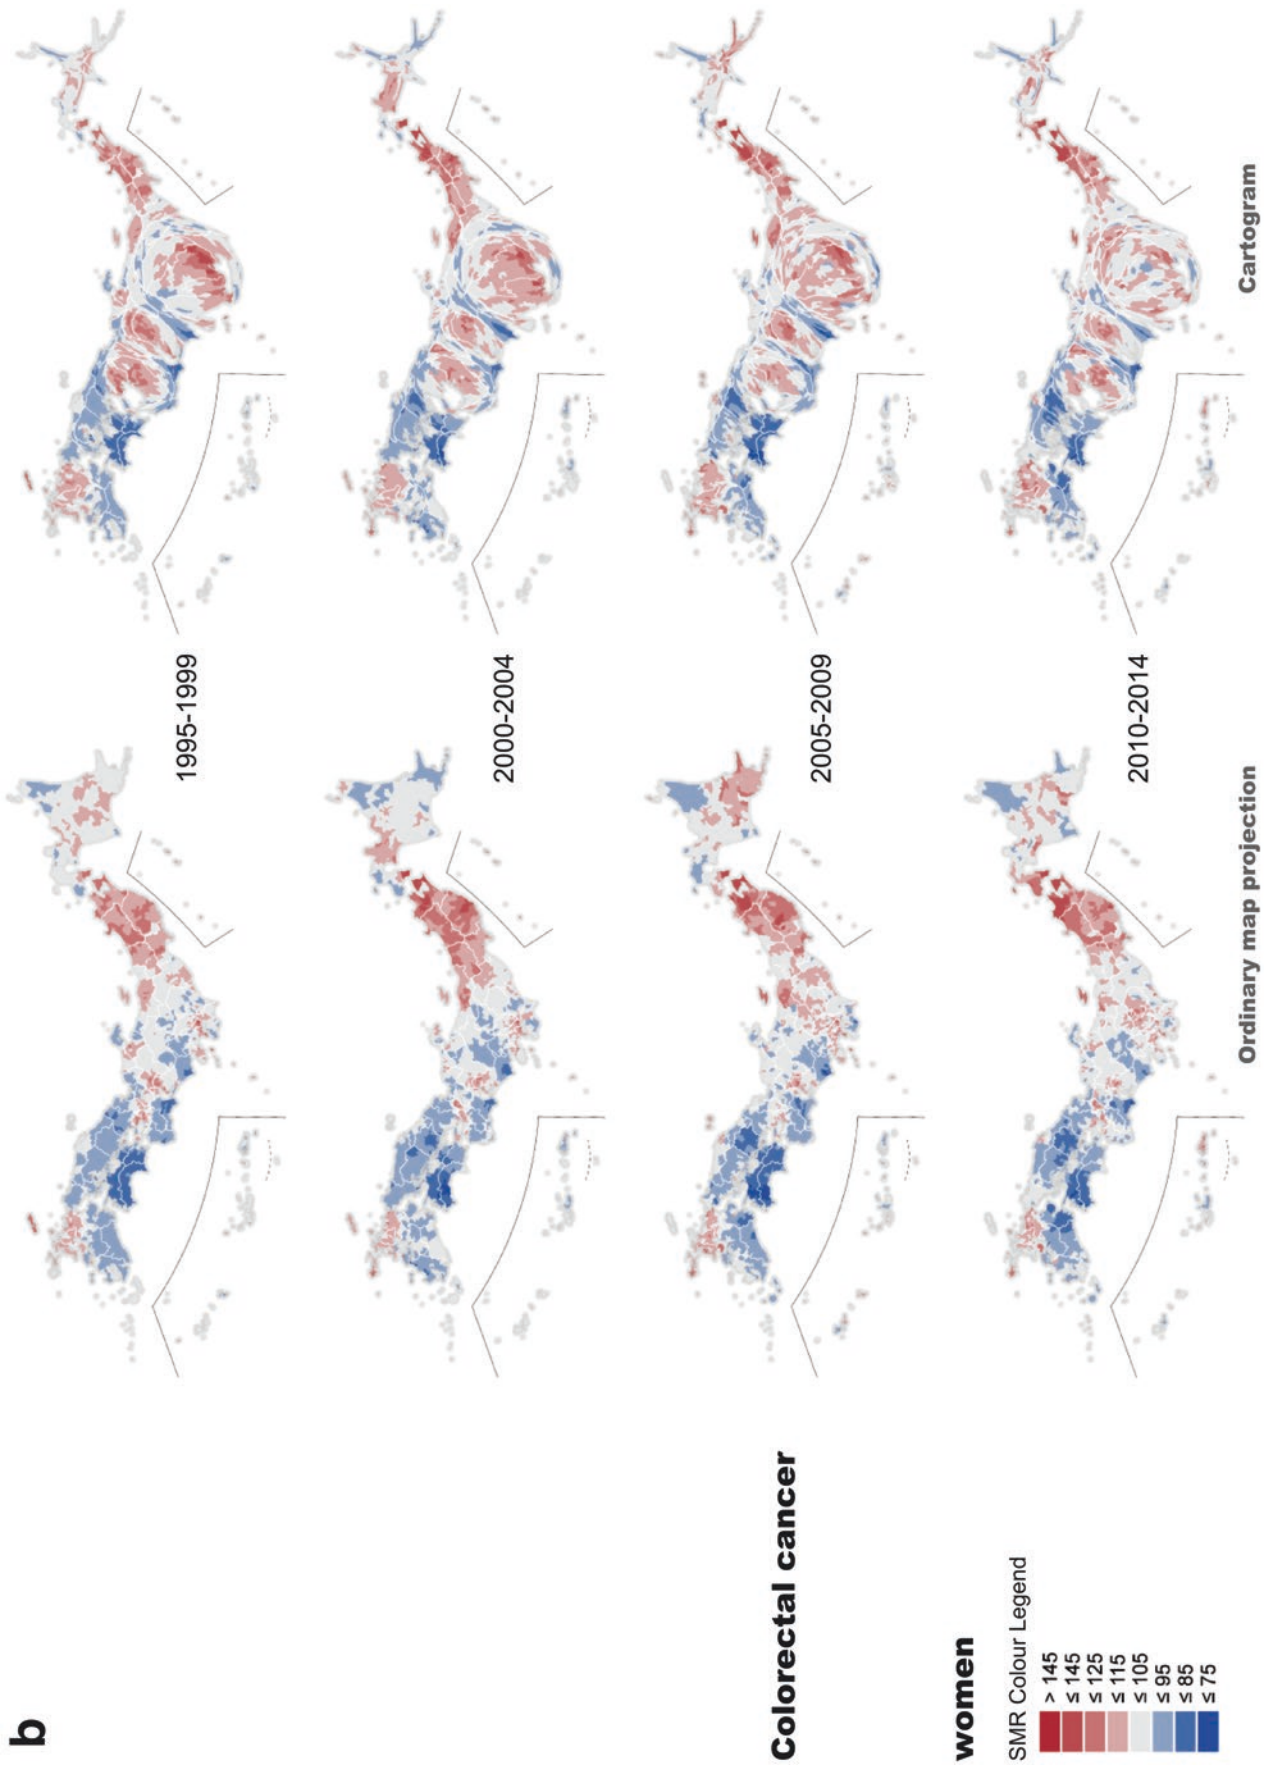 b
Colorectal cancer
women
SMR Colour Legend
> 145
≤ 145
≤ 125
≤ 115
≤ 105
≤ 95
≤ 85
≤ 75
1995-1999
2000-2004
2005-2009
2010-2014
Ordinary map projection
Cartogram